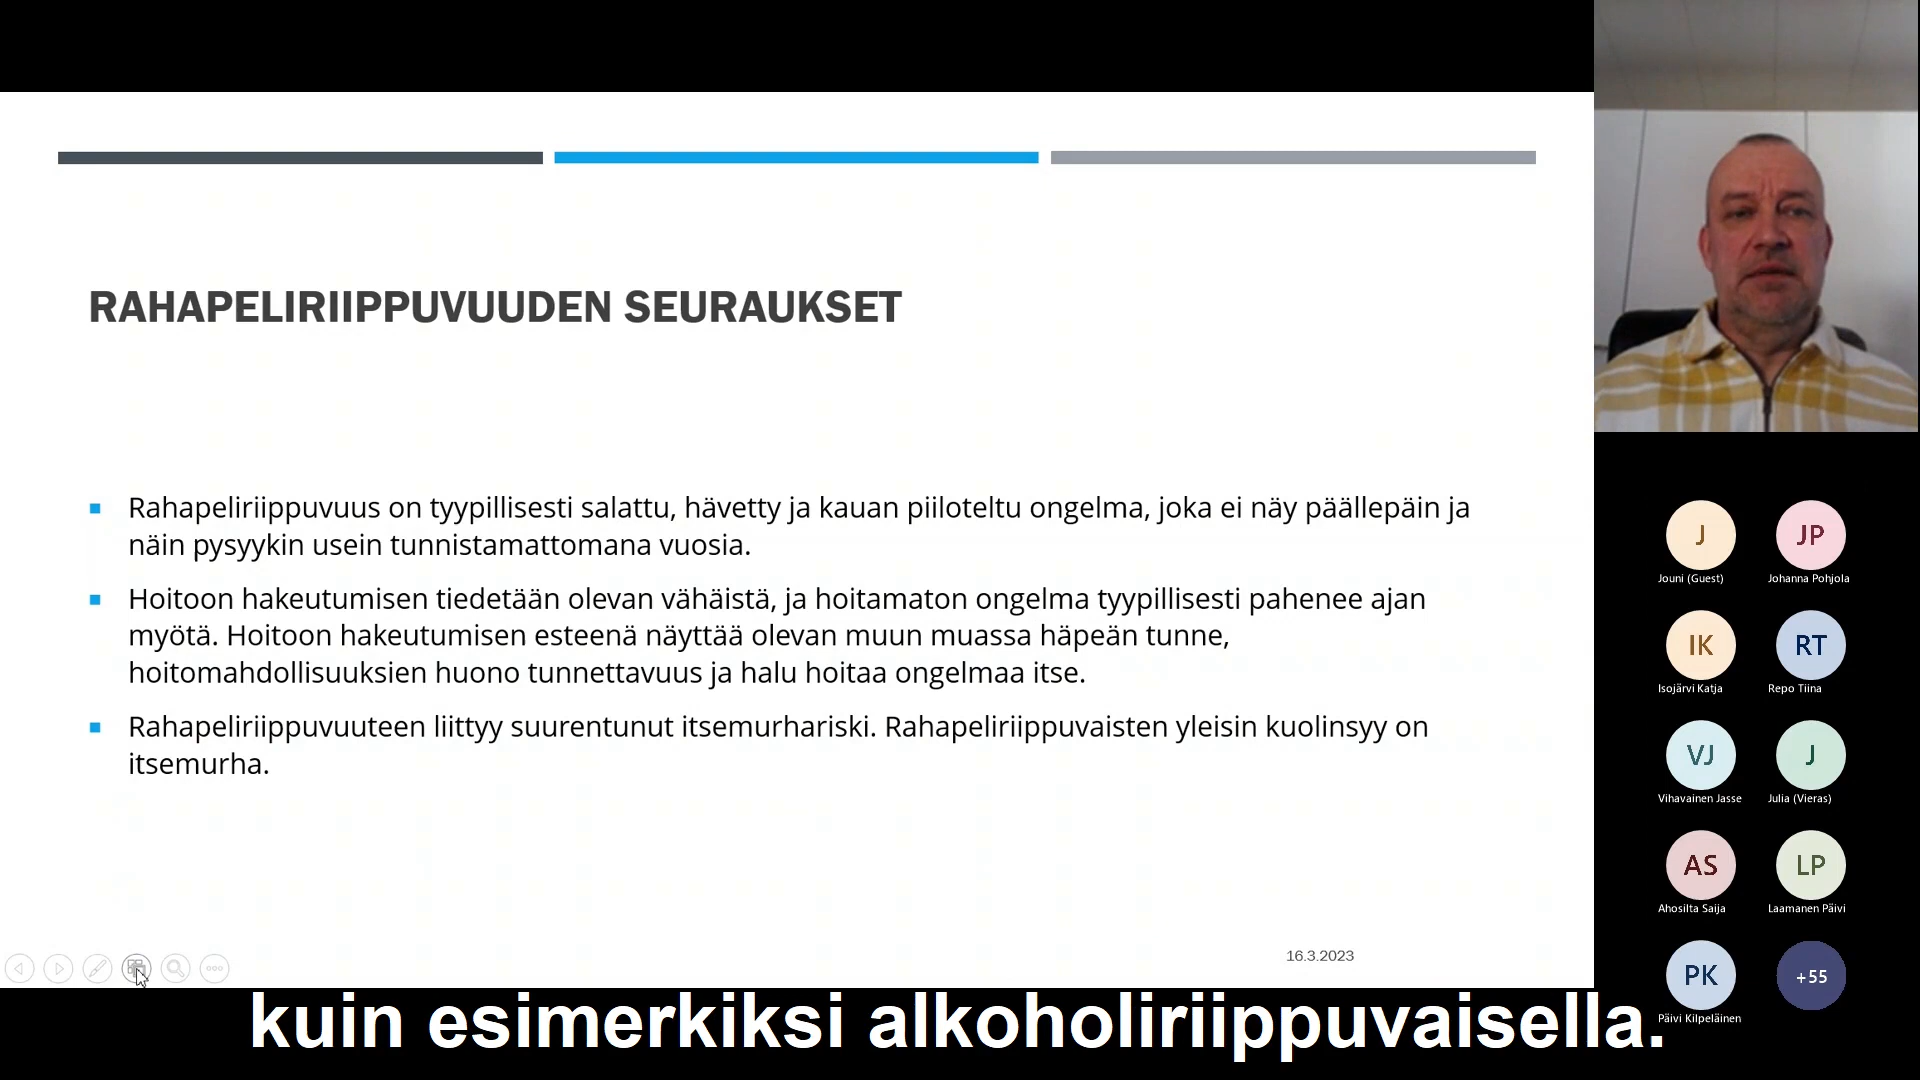 RAHAPELIRIIPPUVUUDEN SEURAUKSET
Rahapeliriippuvuus on tyypillisesti salattu, hävetty ja kauan piiloteltu ongelma, joka ei näy päällepäin ja
näin pysyykin usein tunnistamattomana vuosia.
Hoitoon hakeutumisen tiedetään olevan vähäistä, ja hoitamaton ongelma tyypillisesti pahenee ajan
myötä. Hoitoon hakeutumisen esteenä näyttää olevan muun muassa häpeän tunne,
hoitomahdollisuuksien huono tunnettavuus ja halu hoitaa ongelmaa itse.
Rahapeliriippuvuuteen liittyy suurentunut itsemurhariski. Rahapeliriippuvaisten yleisin kuolinsyy on
itsemurha.
16.3.2023
kuin esimerkiksi alkoholiriippuvaisella.
J
Jouni (Guest)
JP
Johanna Pohjola
IK
Isojärvi Katja
RT
Repo Tiina
VJ
Vihavainen Jasse
J
Julia (Vieras)
AS
Ahosilta Saija
LP
Laamanen Päivi
PK
Päivi Kilpeläinen
+55